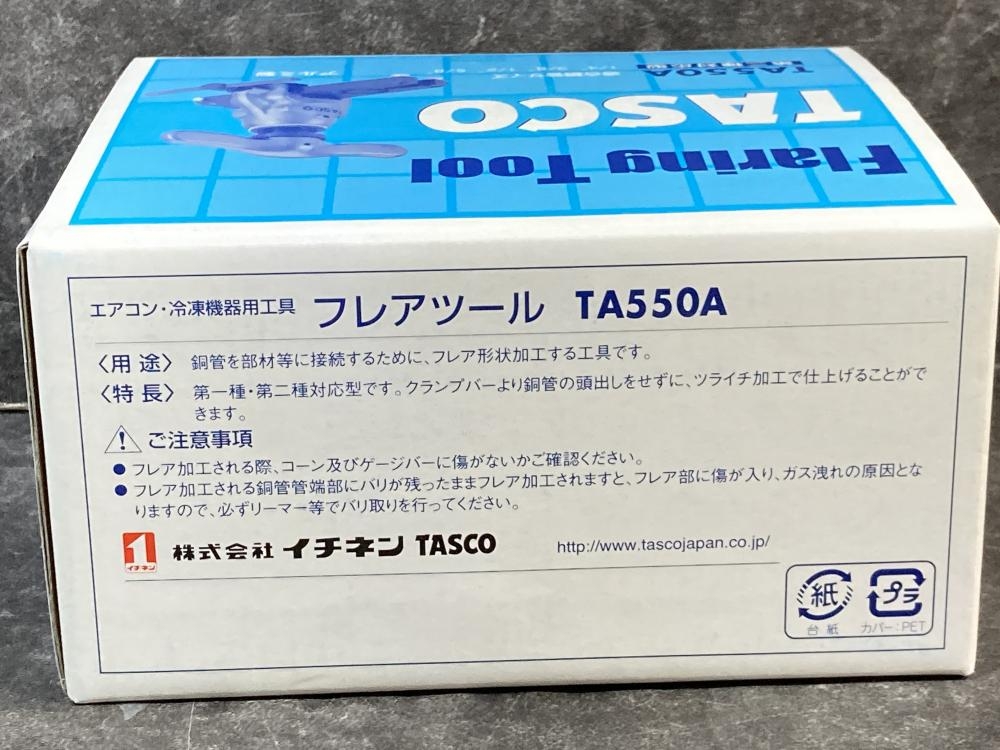 TA550A
TASCO
Flaring Tool
エアコン・冷凍機器用工具 フレアツール TA550A
〈用 途〉 銅管を部材等に接続するために、フレア形状加工する工具です。
〈特 長〉 第一種・第二種対応型です。クランプバーより銅管の頭出しをせずに、ツライチ加工で仕上げることがで
きます。
ご注意事項
● フレア加工される際、コーン及びゲージバーに傷がないかご確認ください。
● フレア加工される銅管管端部にバリが残ったままフレア加工されますと、フレア部に傷が入り、ガス洩れの原因とな
りますので、必ずリーマー等でバリ取りを行ってください。
イチネン 株式会社 イチネン TASCO http://www.tascojapan.co.jp/
紙 プラ
台 紙 カバー:PET